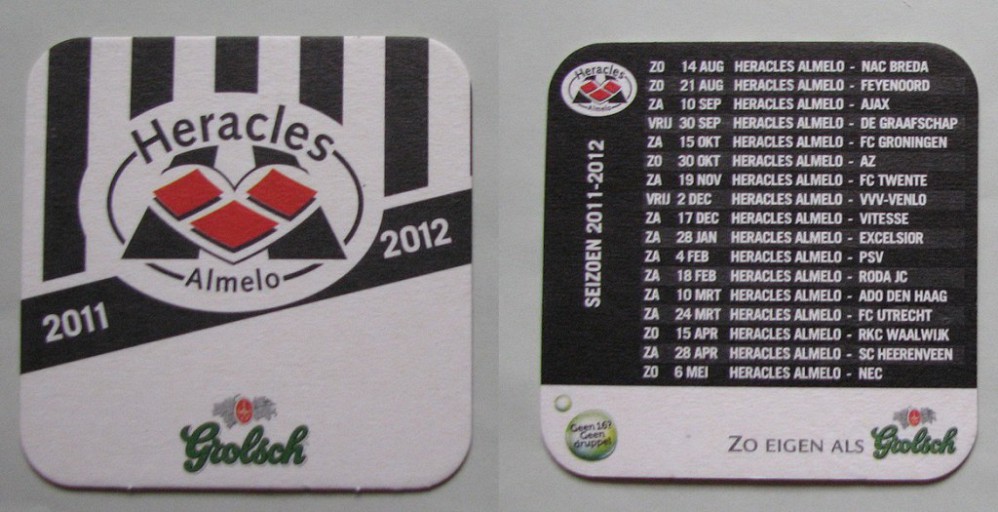 Heracles
Almelo
2011
2012
Grolsch
Heracles
Almelo
SEIZOEN 2011-2012
ZO 14 AUG HERACLES ALMELO - NAC BREDA
ZO 21 AUG HERACLES ALMELO - FEYENOORD
ZA 10 SEP HERACLES ALMELO - AJAX
VRIJ 30 SEP HERACLES ALMELO - DE GRAAFSCHAP
ZA 15 OKT HERACLES ALMELO - FC GRONINGEN
ZO 30 OKT HERACLES ALMELO - AZ
ZA 19 NOV HERACLES ALMELO - FC TWENTE
VRIJ 2 DEC HERACLES ALMELO - VVV-VENLO
ZA 17 DEC HERACLES ALMELO - VITESSE
ZA 28 JAN HERACLES ALMELO - EXCELSIOR
ZA 4 FEB HERACLES ALMELO - PSV
ZA 18 FEB HERACLES ALMELO - RODA JC
ZA 10 MRT HERACLES ALMELO - ADO DEN HAAG
ZA 24 MRT HERACLES ALMELO - FC UTRECHT
ZO 15 APR HERACLES ALMELO - RKC WAALWIJK
ZA 28 APR HERACLES ALMELO - SC HEERENVEEN
ZO 6 MEI HERACLES ALMELO - NEC
Geen 16?
Geen
druppel
ZO EIGEN ALS Grolsch